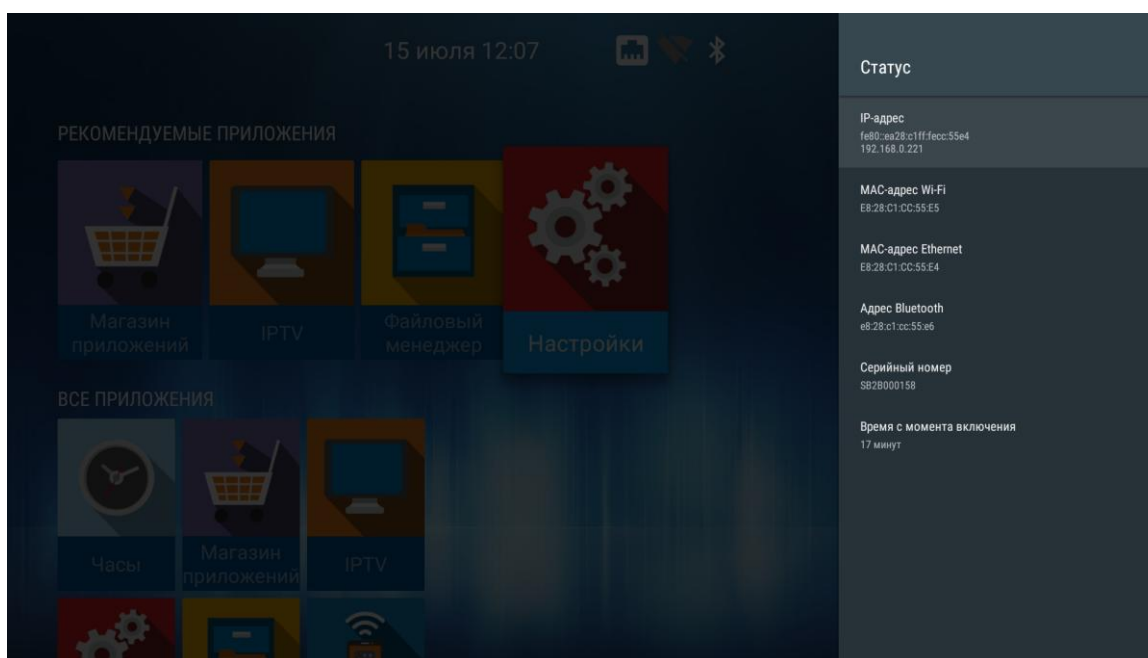 15 июля 12:07
РЕКОМЕНДУЕМЫЕ ПРИЛОЖЕНИЯ
Магазин
приложений
IPTV
Файловый
менеджер
Настройки
ВСЕ ПРИЛОЖЕНИЯ
Часы
Магазин
приложений
IPTV
Статус
IP-адрес
fe80::ea28:c1ff:fecc:55e4
192.168.0.221
MAC-адрес Wi-Fi
E8:28:C1:CC:55:E5
MAC-адрес Ethernet
E8:28:C1:CC:55:E4
Адрес Bluetooth
e8:28:c1:cc:55:e6
Серийный номер
SB2B000158
Время с момента включения
17 минут